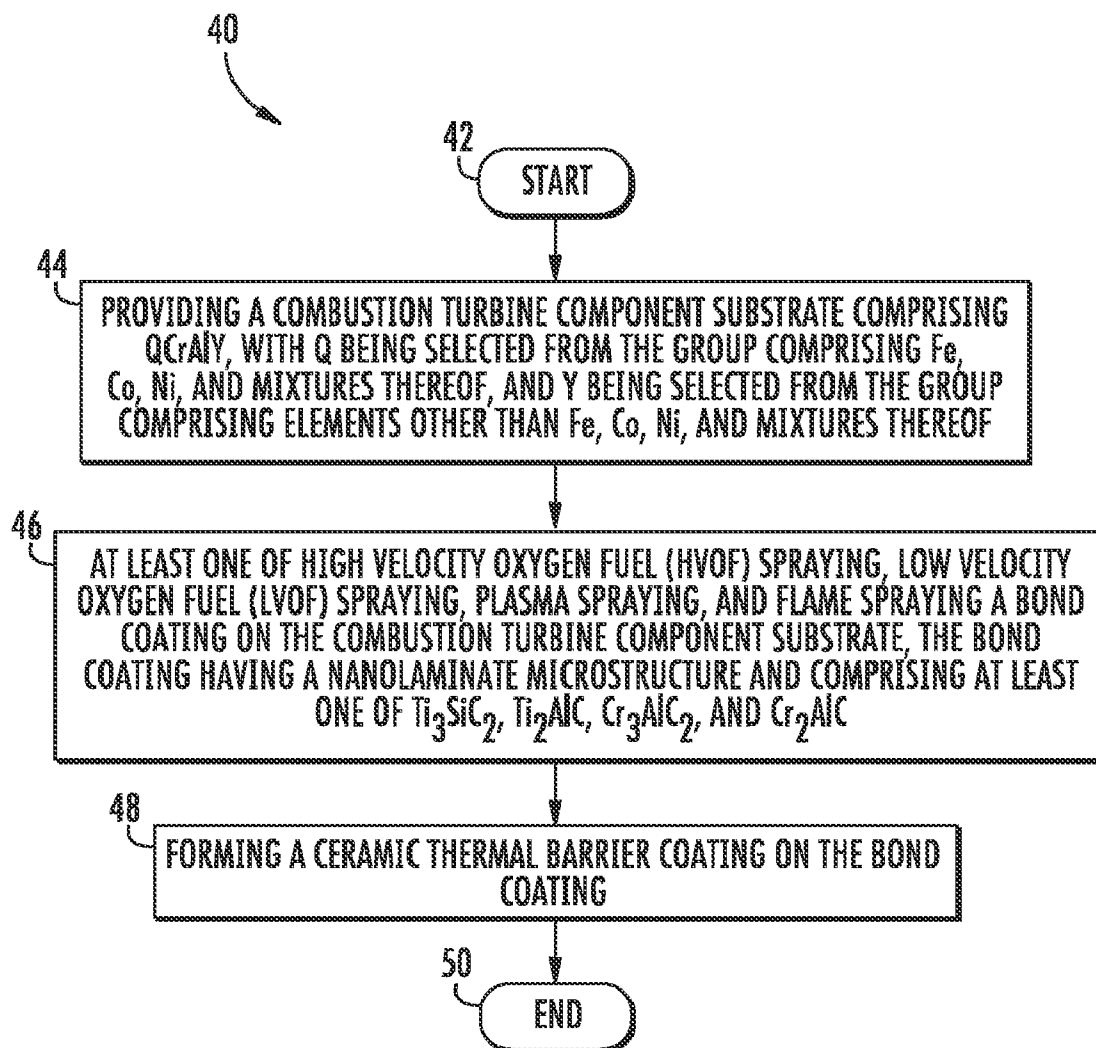 40
42
START
44
PROVIDING A COMBUSTION TURBINE COMPONENT SUBSTRATE COMPRISING
QCrAlY, WITH Q BEING SELECTED FROM THE GROUP COMPRISING Fe,
Co, Ni, AND MIXTURES THEREOF, AND Y BEING SELECTED FROM THE GROUP
COMPRISING ELEMENTS OTHER THAN Fe, Co, Ni, AND MIXTURES THEREOF
46
AT LEAST ONE OF HIGH VELOCITY OXYGEN FUEL (HVOF) SPRAYING, LOW VELOCITY
OXYGEN FUEL (LVOF) SPRAYING, PLASMA SPRAYING, AND FLAME SPRAYING A BOND
COATING ON THE COMBUSTION TURBINE COMPONENT SUBSTRATE, THE BOND
COATING HAVING A NANOLAMINATE MICROSTRUCTURE AND COMPRISING AT LEAST
ONE OF Ti₃SiC₂, Ti₂AlC, Cr₃AlC₂, AND Cr₂AlC
48
FORMING A CERAMIC THERMAL BARRIER COATING ON THE BOND
COATING
50
END